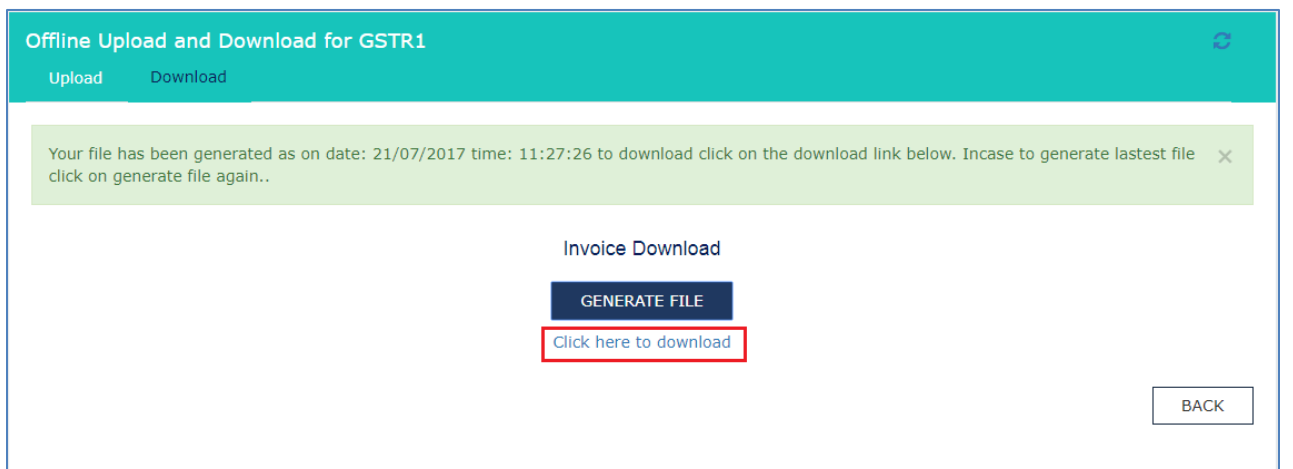 Offline Upload and Download for GSTR1
Upload Download
Your file has been generated as on date: 21/07/2017 time: 11:27:26 to download click on the download link below. Incase to generate lastest file
click on generate file again..
Invoice Download
GENERATE FILE
Click here to download
BACK